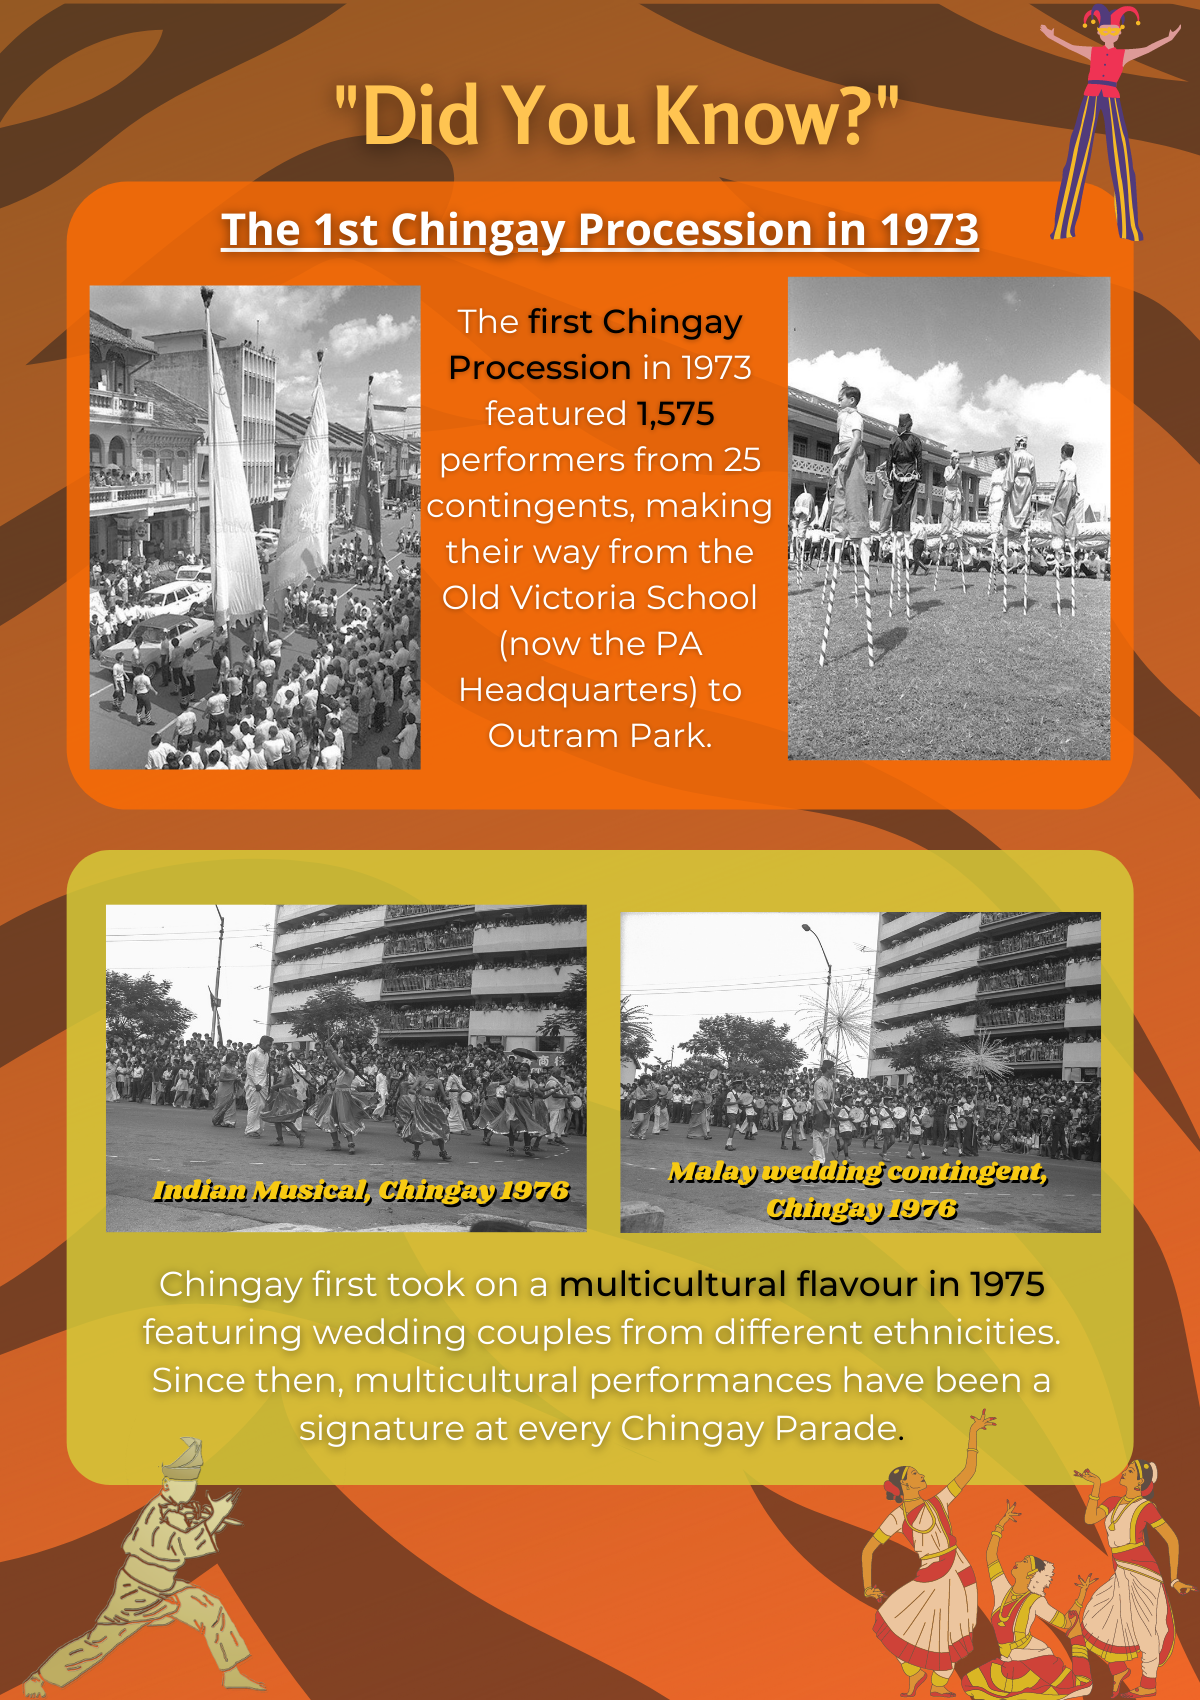 "Did You Know?"
The 1st Chingay Procession in 1973
The first Chingay
Procession in 1973
featured 1,575
performers from 25
contingents, making
their way from the
Old Victoria School
(now the PA
Headquarters) to
Outram Park.
商行
Indian Musical, Chingay 1976
Malay wedding contingent,
Chingay 1976
Chingay first took on a multicultural flavour in 1975
featuring wedding couples from different ethnicities.
Since then, multicultural performances have been a
signature at every Chingay Parade.